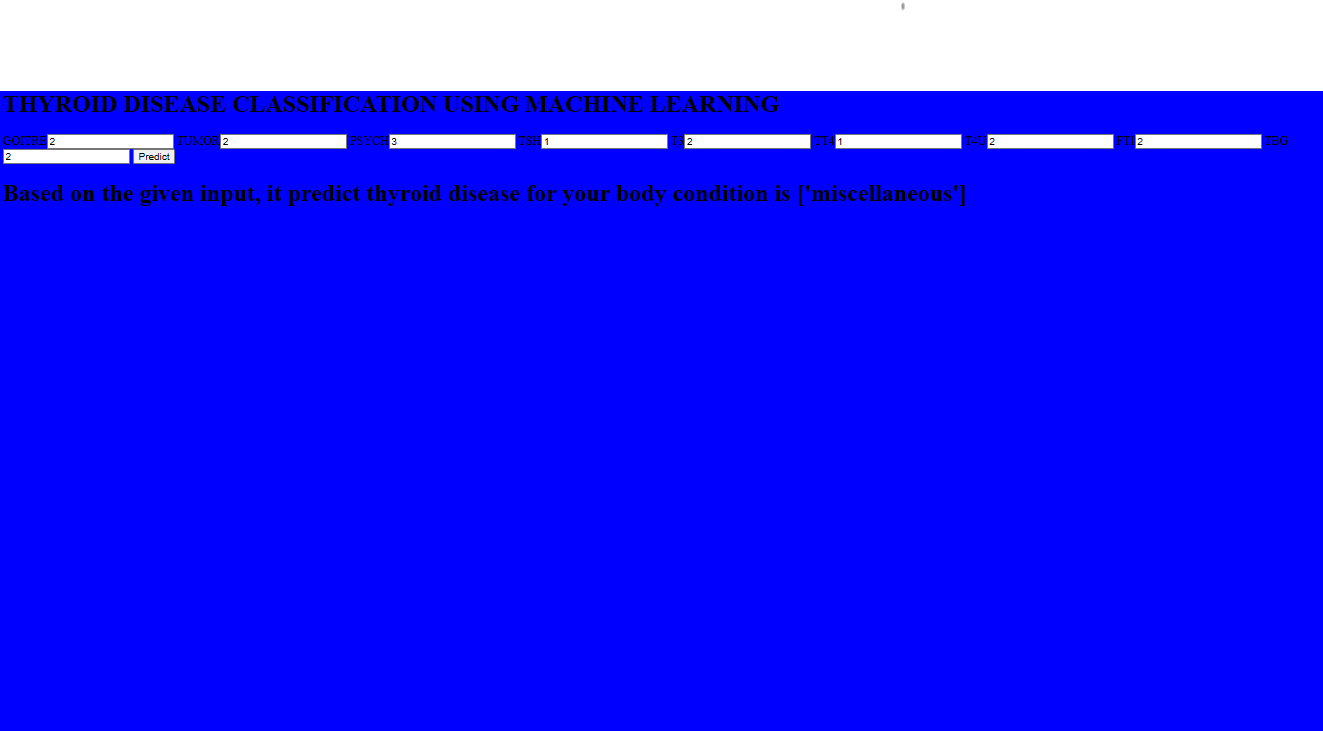 THYROID DISEASE CLASSIFICATION USING MACHINE LEARNING
GOITRE 2 TUMOR 2 PSYCH 3 TSH 1 T3 2 TT4 1 T4U 2 FTI 2 TBG
2 Predict
Based on the given input, it predict thyroid disease for your body condition is ['miscellaneous']